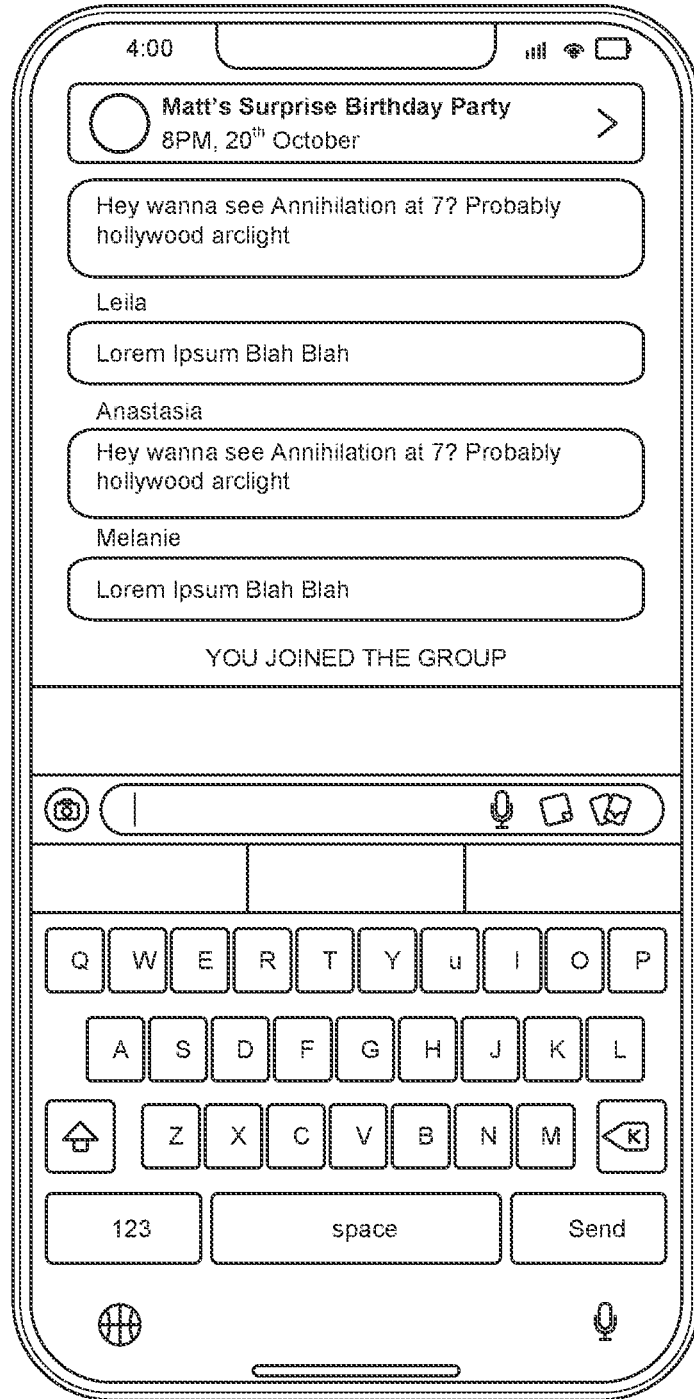 4:00
Matt's Surprise Birthday Party
8PM, 20th October
Hey wanna see Annihilation at 7? Probably
hollywood arclight
Leila
Lorem Ipsum Blah Blah
Anastasia
Hey wanna see Annihilation at 7? Probably
hollywood arclight
Melanie
Lorem Ipsum Blah Blah
YOU JOINED THE GROUP
Q W E R T Y u I O P
A S D F G H J K L
Z X C V B N M K
123 space Send